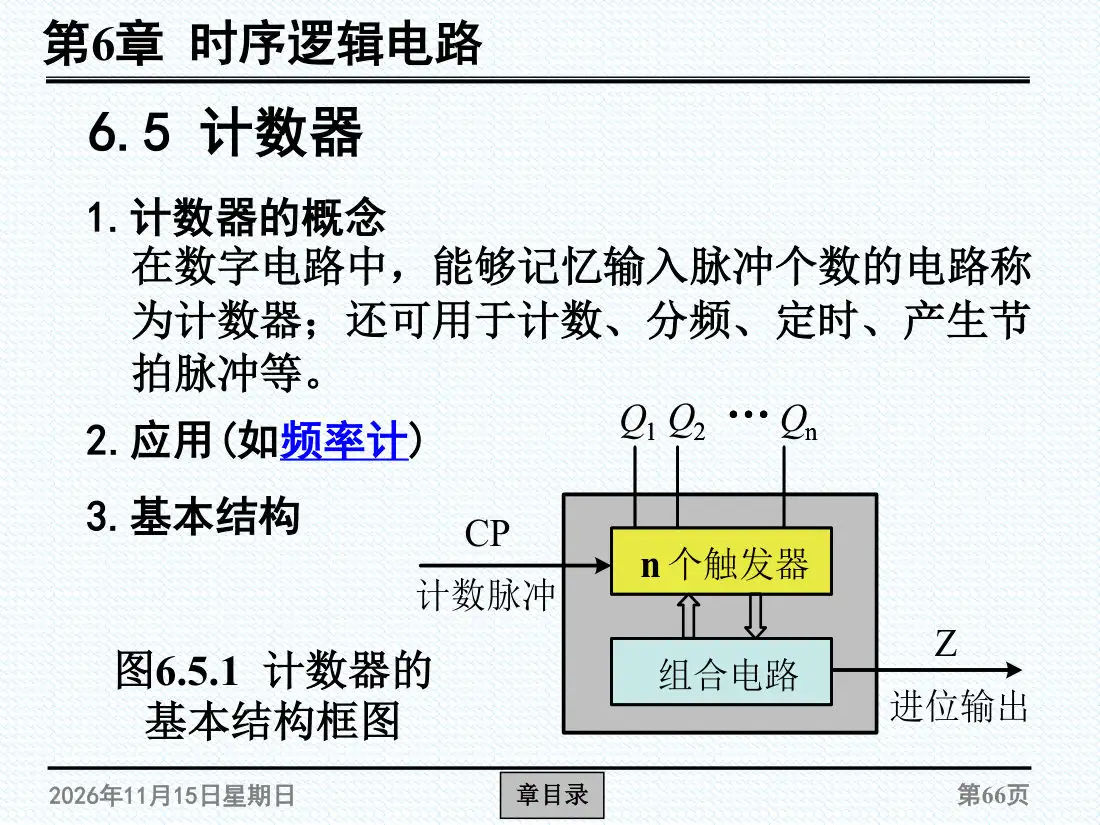 第6章 时序逻辑电路
6.5 计数器
1.计数器的概念
在数字电路中，能够记忆输入脉冲个数的电路称
为计数器；还可用于计数、分频、定时、产生节
拍脉冲等。
2.应用(如频率计)
3.基本结构
Q1 Q2 ··· Qn
CP
计数脉冲
n个触发器
组合电路
Z
进位输出
图6.5.1 计数器的
基本结构框图
2026年11月15日星期日
章目录
第66页